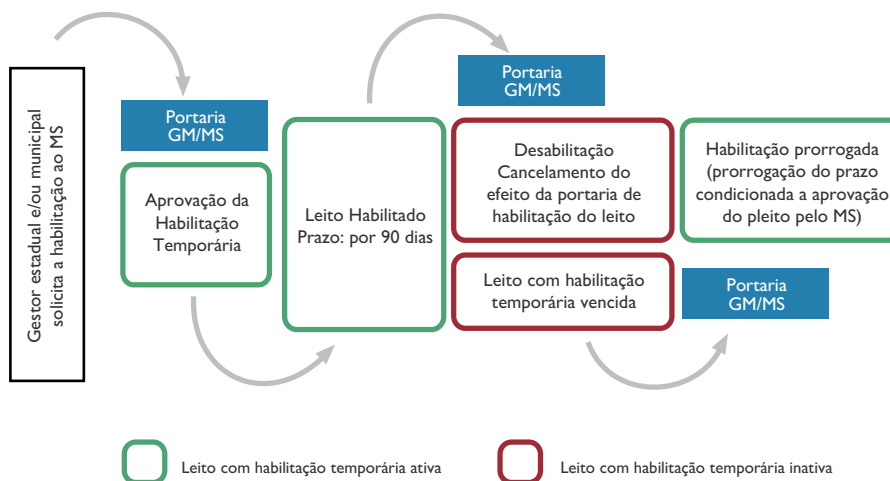 Gestor estadual e/ou municipal
solicita a habilitação ao MS
Portaria
GM/MS
Aprovação da
Habilitação
Temporária
Leito Habilitado
Prazo: por 90 dias
Portaria
GM/MS
Desabilitação
Cancelamento do
efeito da portaria de
habilitação do leito
Leito com habilitação
temporária vencida
Habilitação prorrogada
(prorrogação do prazo
condicionada a aprovação
do pleito pelo MS)
Portaria
GM/MS
Leito com habilitação temporária ativa
Leito com habilitação temporária inativa